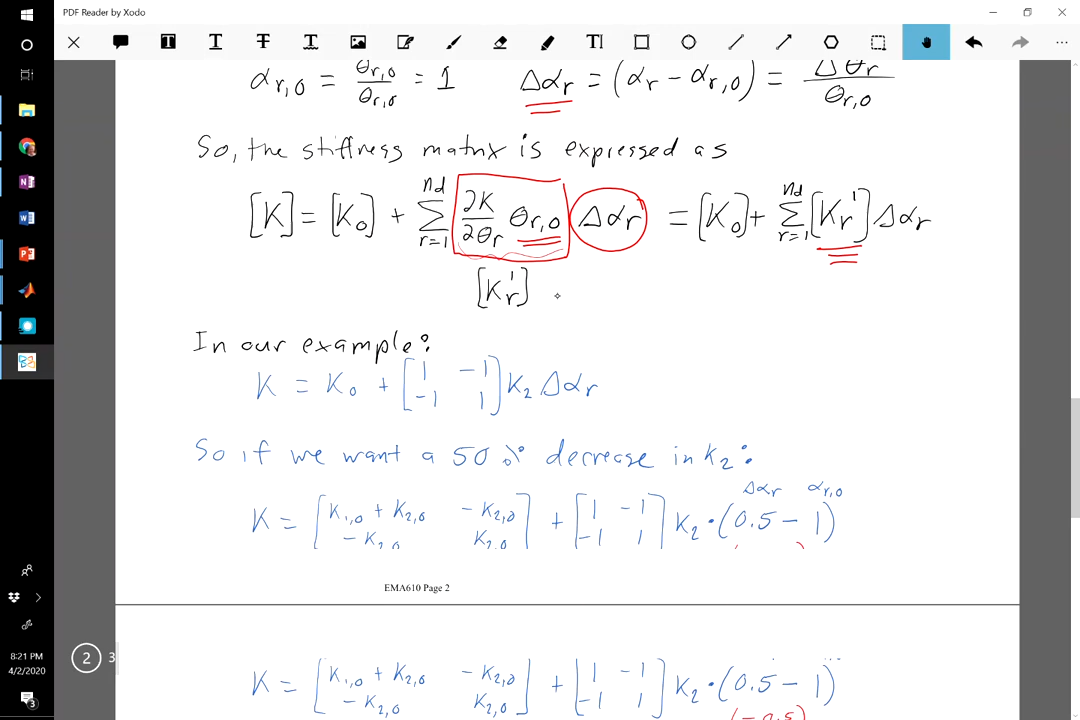 PDF Reader by Xodo
α_{r,0} = θ_{r,0}/θ_{r,0} = 1    Δα_r = (α_r − α_{r,0}) = Δθ_r/θ_{r,0}
So, the stiffness matrix is expressed as
[K] = [K_0] + Σ_{r=1}^{nd} ∂K/∂θ_r θ_{r,0} Δα_r = [K_0] + Σ_{r=1}^{nd} [K_r'] Δα_r
[K_r']
In our example:
K = K_0 + [1 −1; −1 1] K_2 Δα_r
So if we want a 50% decrease in K_2:
Δα_r α_{r,0}
K = [K_{1,0} + K_{2,0} −K_{2,0}; −K_{2,0} K_{2,0}] + [1 −1; −1 1] K_2 · (0.5 − 1)
EMA610 Page 2
K = [K_{1,0} + K_{2,0} −K_{2,0}; −K_{2,0} K_{2,0}] + [1 −1; −1 1] K_2 · (0.5 − 1)
(−0.5)
8:21 PM
4/2/2020
3
2 3